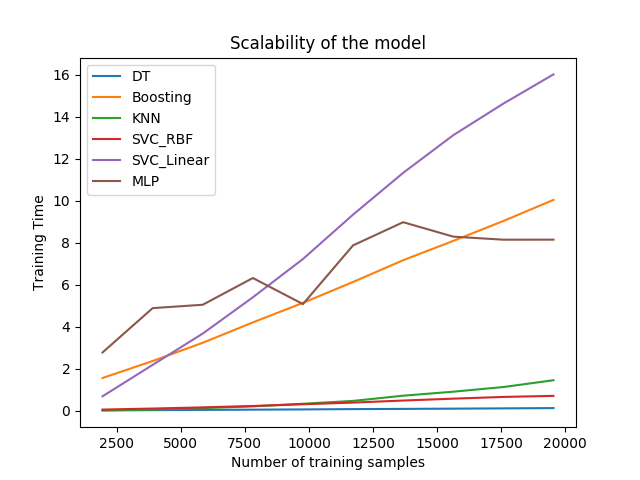 Scalability of the model
DT
Boosting
KNN
SVC_RBF
SVC_Linear
MLP
16
14
12
10
8
6
4
2
0
Training Time
2500 5000 7500 10000 12500 15000 17500 20000
Number of training samples